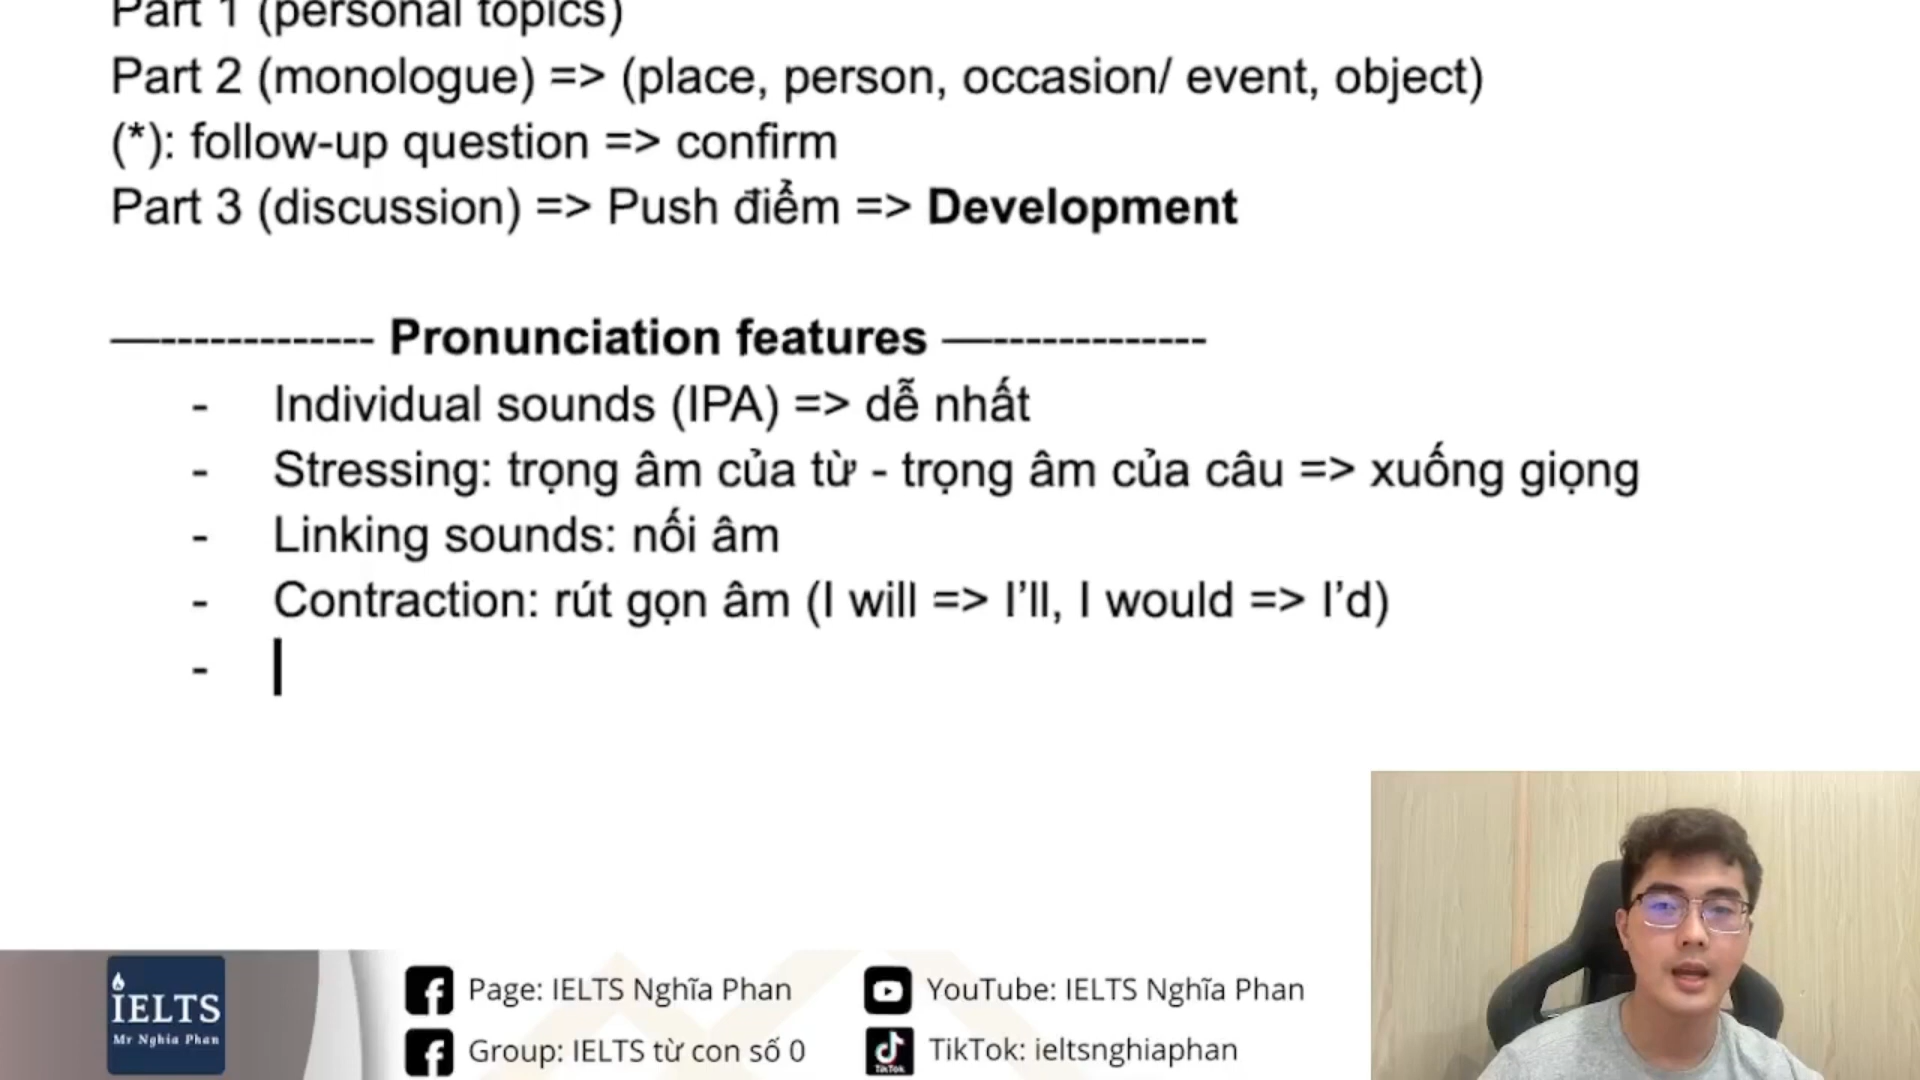 Part 1 (personal topics)
Part 2 (monologue) => (place, person, occasion/ event, object)
(*): follow-up question => confirm
Part 3 (discussion) => Push điểm => Development
—------------- Pronunciation features —-------------
- Individual sounds (IPA) => dễ nhất
- Stressing: trọng âm của từ - trọng âm của câu => xuống giọng
- Linking sounds: nối âm
- Contraction: rút gọn âm (I will => I’ll, I would => I’d)
-
IELTS
Mr Nghia Phan
Page: IELTS Nghĩa Phan
Group: IELTS từ con số 0
YouTube: IELTS Nghĩa Phan
TikTok
TikTok: ieltsnghiaphan